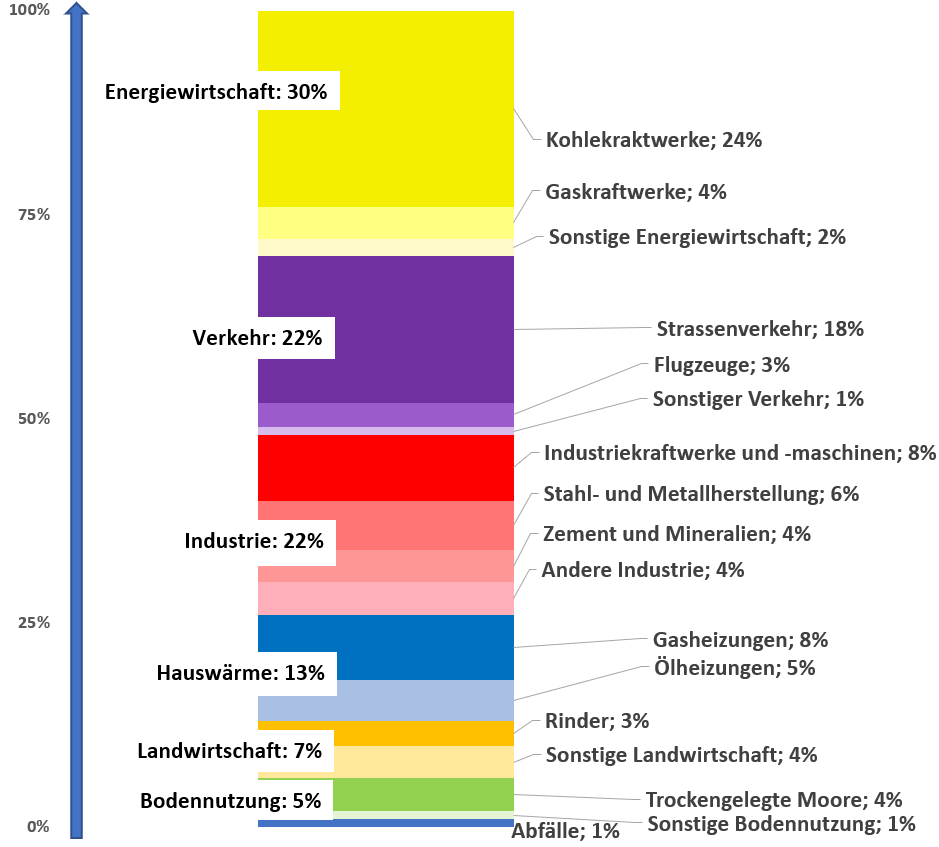 100%
Energiewirtschaft: 30%
Kohlekraktwerke; 24%
Gaskraftwerke; 4%
75%
Sonstige Energiewirtschaft; 2%
Strassenverkehr; 18%
Verkehr: 22%
Flugzeuge; 3%
Sonstiger Verkehr; 1%
50%
Industriekraftwerke und -maschinen; 8%
Stahl- und Metallherstellung; 6%
Zement und Mineralien; 4%
Industrie: 22%
Andere Industrie; 4%
25%
Gasheizungen; 8%
Ölheizungen; 5%
Hauswärme: 13%
Rinder; 3%
Landwirtschaft: 7%
Sonstige Landwirtschaft; 4%
Bodennutzung: 5%
Trockengelegte Moore; 4%
Sonstige Bodennutzung; 1%
0%
Abfälle; 1%